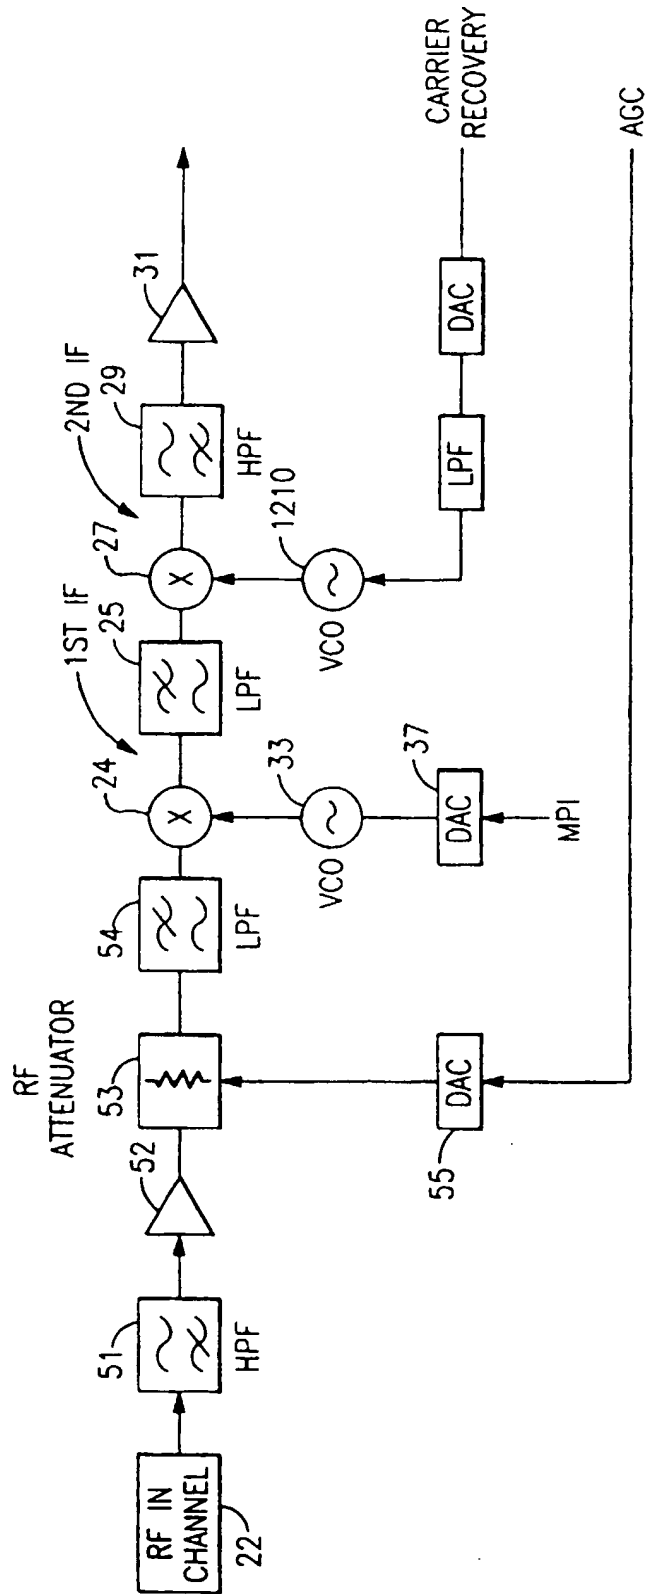 RF IN
CHANNEL
22
51
HPF
52
RF
ATTENUATOR
53
54
LPF
24
X
1ST IF
25
LPF
27
X
2ND IF
29
HPF
31
VCO
33
VCO
1210
DAC
55
DAC
37
MPI
LPF
DAC
CARRIER
RECOVERY
AGC